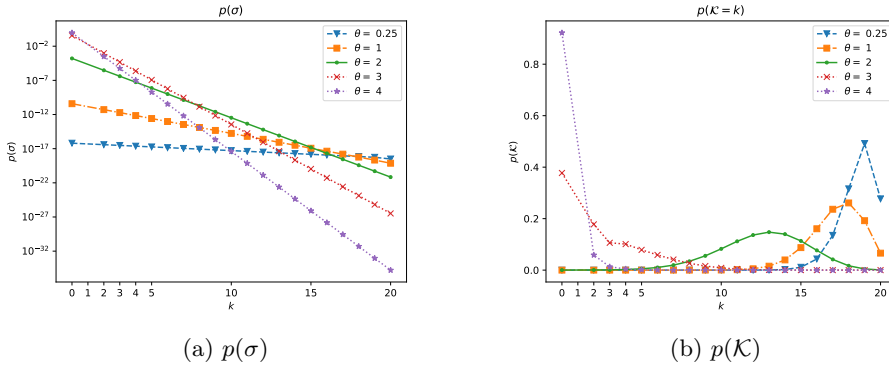 p(σ)
10⁻²
10⁻⁷
10⁻¹²
10⁻¹⁷
10⁻²²
10⁻²⁷
10⁻³²
p(σ)
0 1 2 3 4 5 10 15 20
k
θ = 0.25
θ = 1
θ = 2
θ = 3
θ = 4
(a) p(σ)
p(𝒦 = k)
0.8
0.6
0.4
0.2
0.0
p(𝒦)
0 1 2 3 4 5 10 15 20
k
θ = 0.25
θ = 1
θ = 2
θ = 3
θ = 4
(b) p(𝒦)